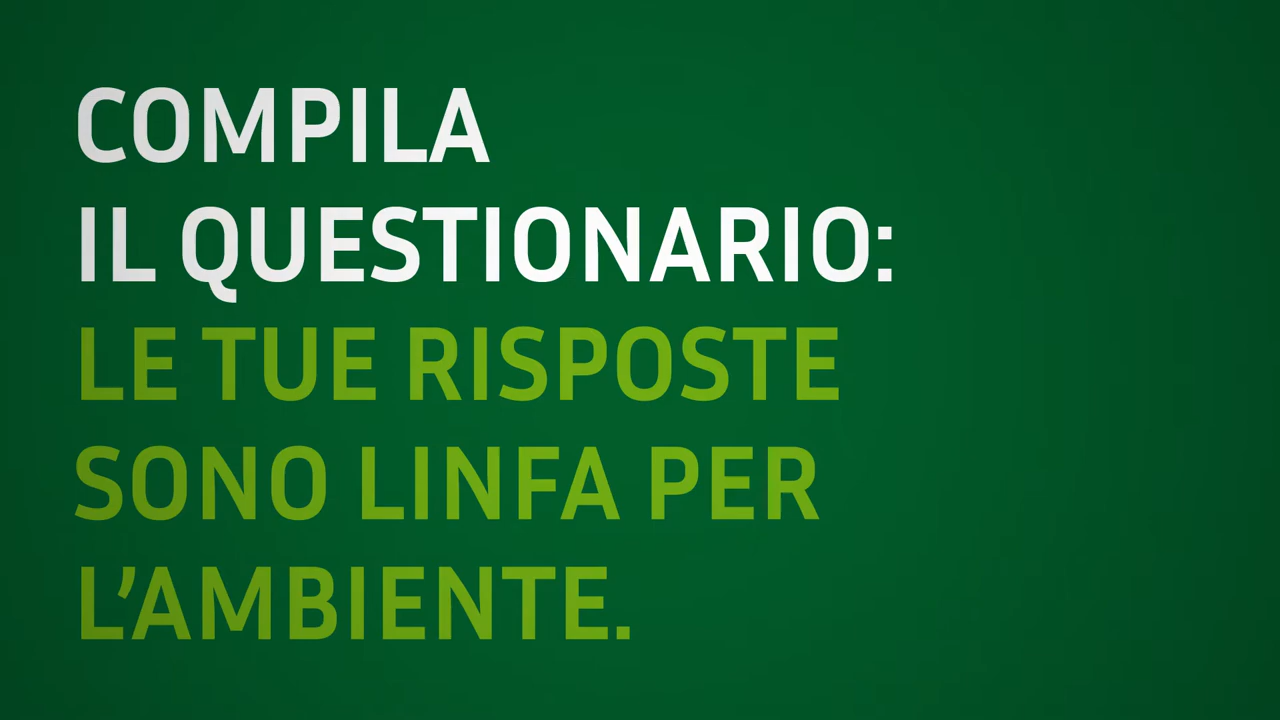 COMPILA
IL QUESTIONARIO:
LE TUE RISPOSTE
SONO LINFA PER
L’AMBIENTE.